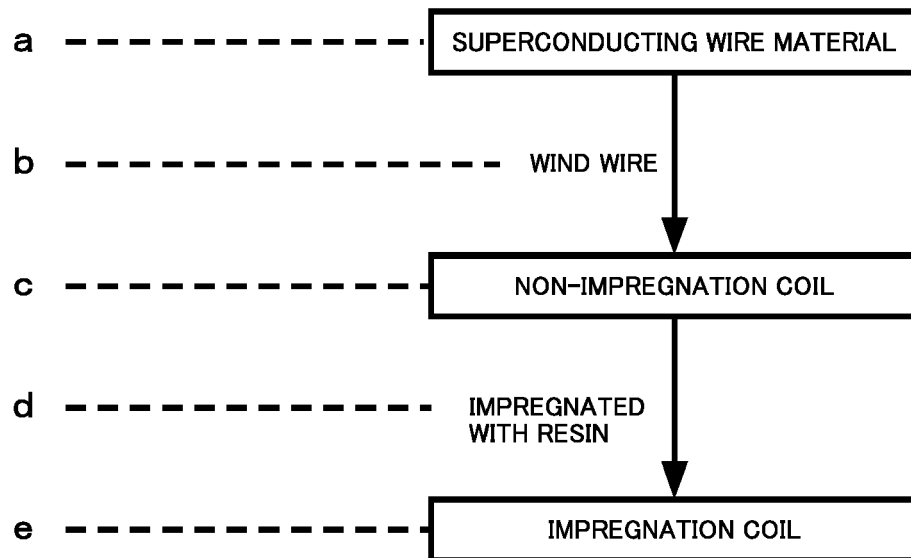 a SUPERCONDUCTING WIRE MATERIAL
b WIND WIRE
c NON-IMPREGNATION COIL
d IMPREGNATED
WITH RESIN
e IMPREGNATION COIL